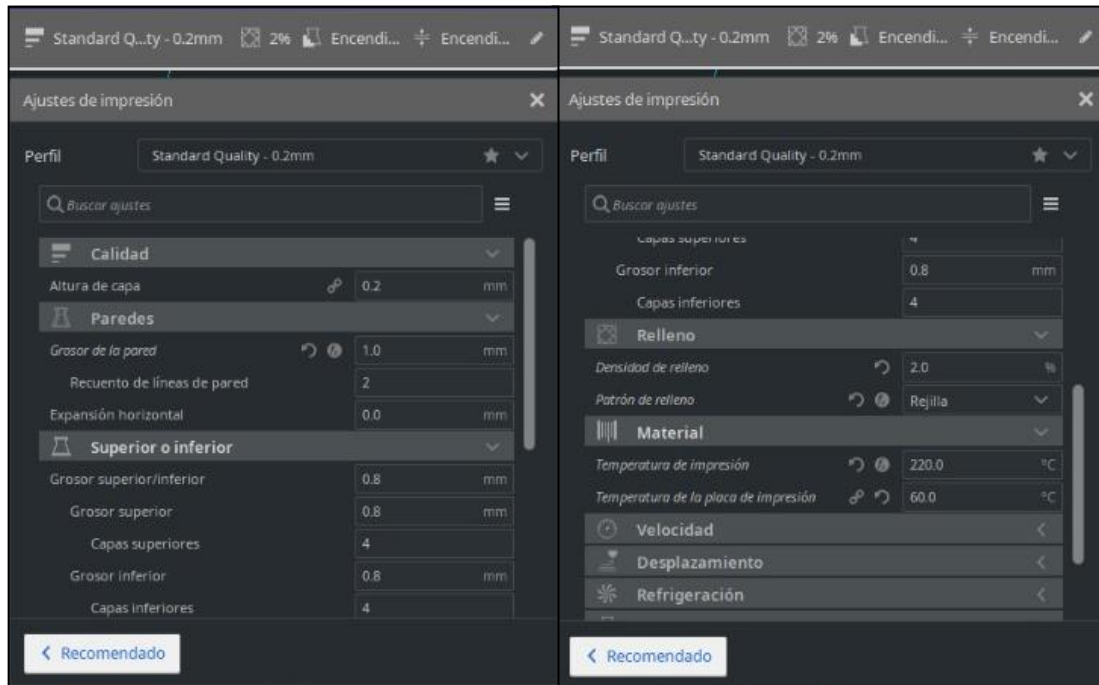 Standard Q...ty - 0.2mm 2% Encendi... Encendi...
Ajustes de impresión
Perfil Standard Quality - 0.2mm
Buscar ajustes
Calidad
Altura de capa 0.2 mm
Paredes
Grosor de la pared 1.0 mm
Recuento de líneas de pared 2
Expansión horizontal 0.0 mm
Superior o inferior
Grosor superior/inferior 0.8 mm
Grosor superior 0.8 mm
Capas superiores 4
Grosor inferior 0.8 mm
Capas inferiores 4
Recomendado
Standard Q...ty - 0.2mm 2% Encendi... Encendi...
Ajustes de impresión
Perfil Standard Quality - 0.2mm
Buscar ajustes
Capas superiores 4
Grosor inferior 0.8 mm
Capas inferiores 4
Relleno
Densidad de relleno 2.0 %
Patrón de relleno Rejilla
Material
Temperatura de impresión 220.0 °C
Temperatura de la placa de impresión 60.0 °C
Velocidad
Desplazamiento
Refrigeración
Recomendado